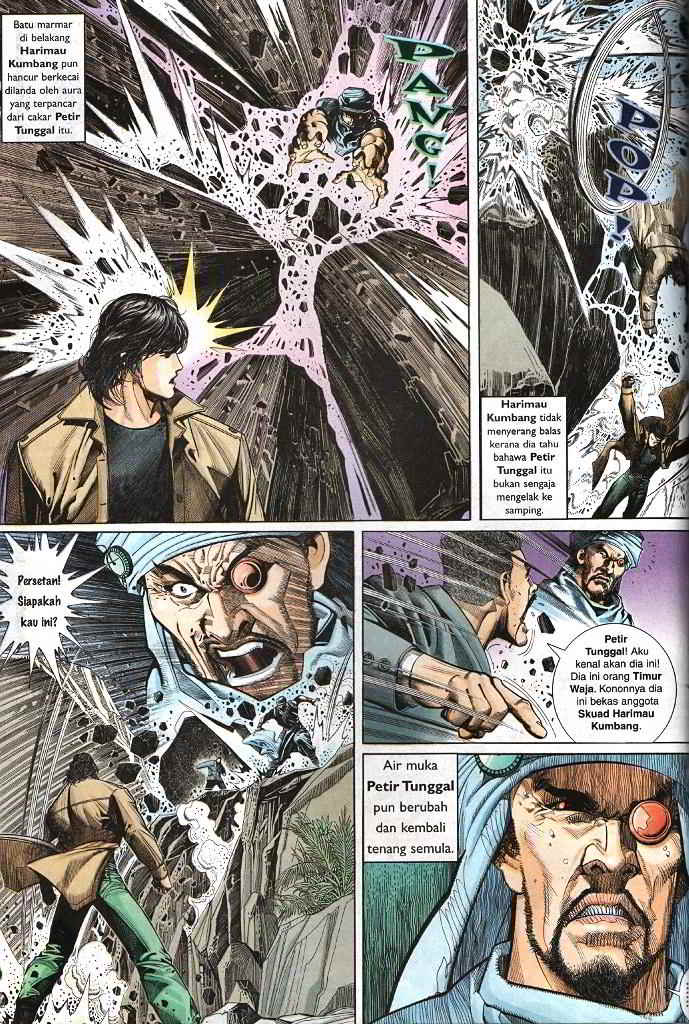 Batu marmar
di belakang
Harimau
Kumbang pun
hancur berkecai
dilanda oleh aura
yang terpancar
dari cakar Petir
Tunggal itu.
PANG!
POP!
Harimau
Kumbang tidak
menyerang balas
kerana dia tahu
bahawa Petir
Tunggal itu
bukan sengaja
mengelak ke
samping.
Persetan!
Siapakah
kau ini?
Petir
Tunggal! Aku
kenal akan dia ini!
Dia ini orang Timur
Waja. Kononnya dia
ini bekas anggota
Skuad Harimau
Kumbang.
Air muka
Petir Tunggal
pun berubah
dan kembali
tenang semula.